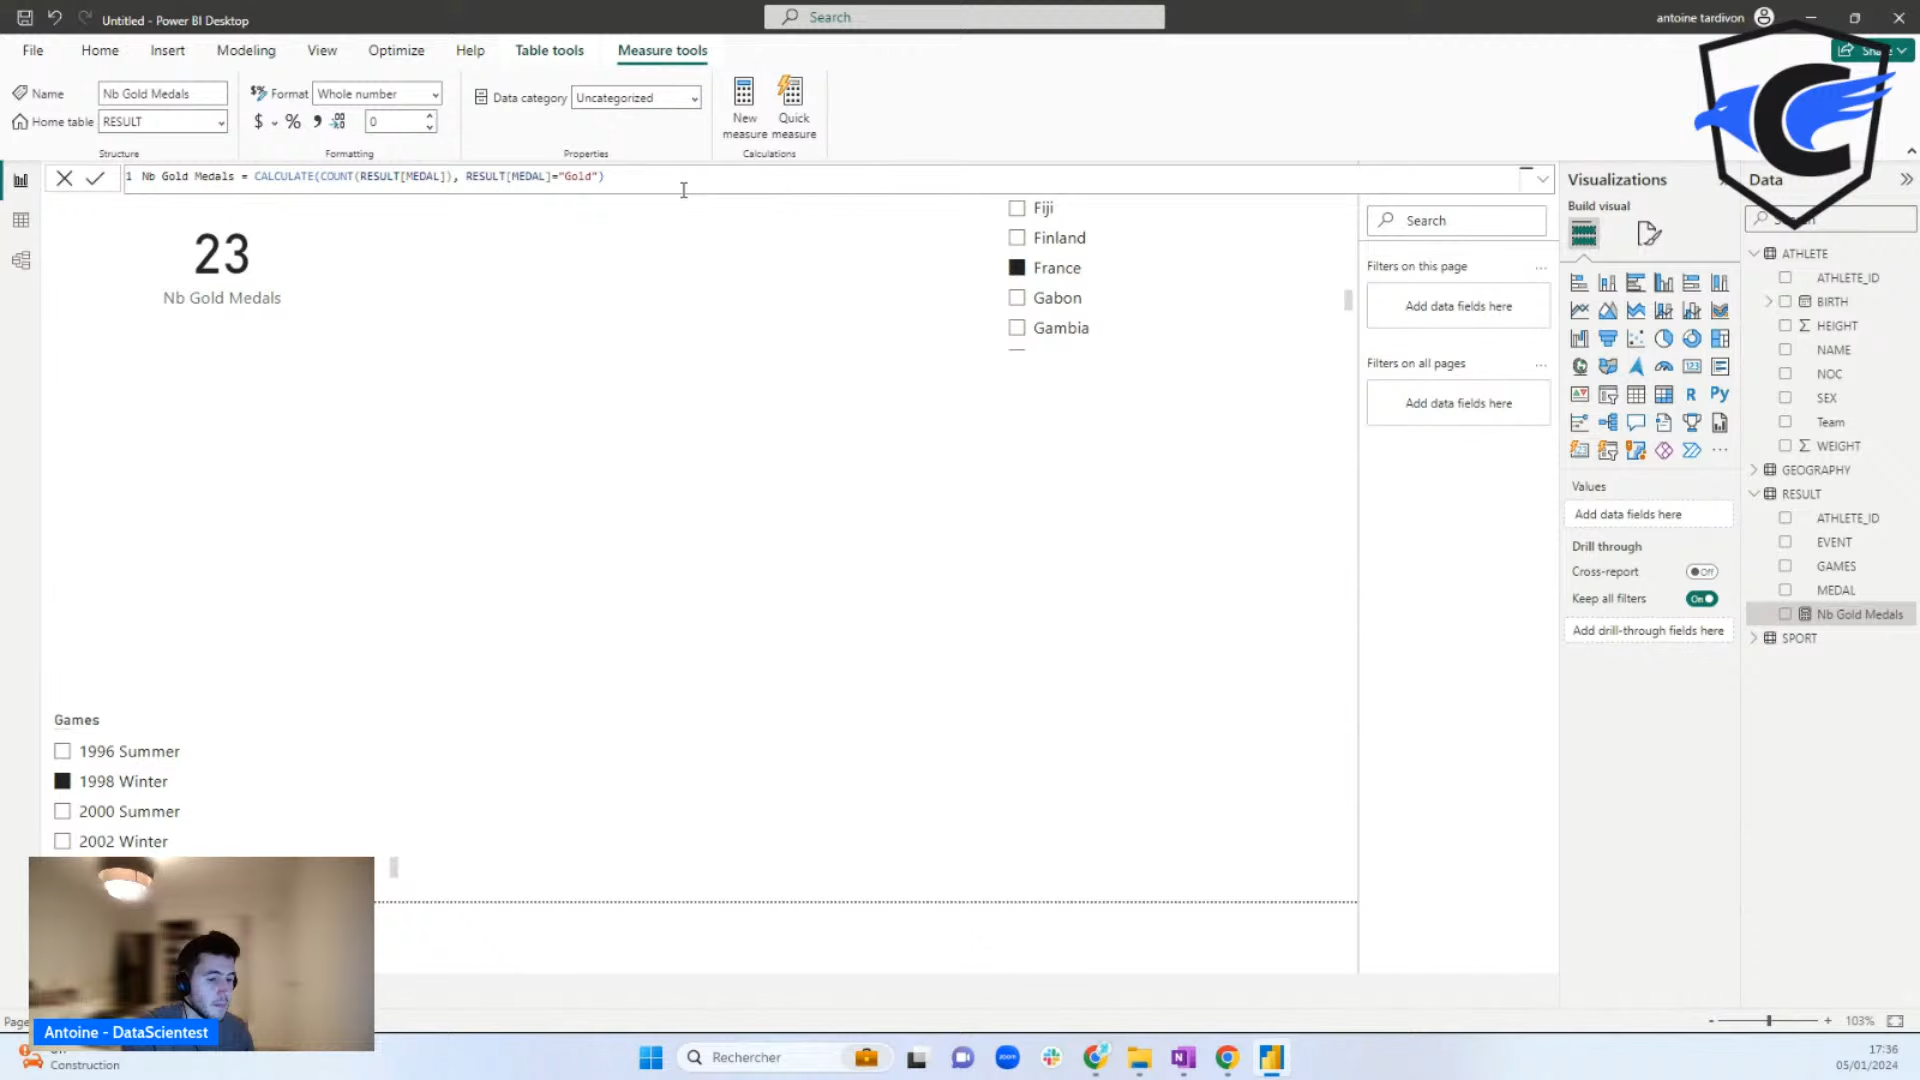 Untitled - Power BI Desktop
Search
antoine tardivon
File
Home
Insert
Modeling
View
Optimize
Help
Table tools
Measure tools
Name
Nb Gold Medals
Home table
RESULT
Structure
Format
Whole number
$
%
0
Formatting
Data category
Uncategorized
Properties
New measure
Quick measure
Calculations
C
1 Nb Gold Medals = CALCULATE(COUNT(RESULT[MEDAL]), RESULT[MEDAL]="Gold")
23
Nb Gold Medals
Fiji
Finland
France
Gabon
Gambia
Games
1996 Summer
1998 Winter
2000 Summer
2002 Winter
Search
Filters on this page
...
Add data fields here
Filters on all pages
...
Add data fields here
Visualizations
Build visual
123
R
Py
...
Values
Add data fields here
Drill through
Cross-report
Off
Keep all filters
On
Add drill-through fields here
Data
ATHLETE
ATHLETE_ID
BIRTH
HEIGHT
NAME
NOC
SEX
Team
WEIGHT
GEOGRAPHY
RESULT
ATHLETE_ID
EVENT
GAMES
MEDAL
Nb Gold Medals
SPORT
Antoine - DataScientest
Page
- + 103%
Construction
Rechercher
zoom
17:36
05/01/2024